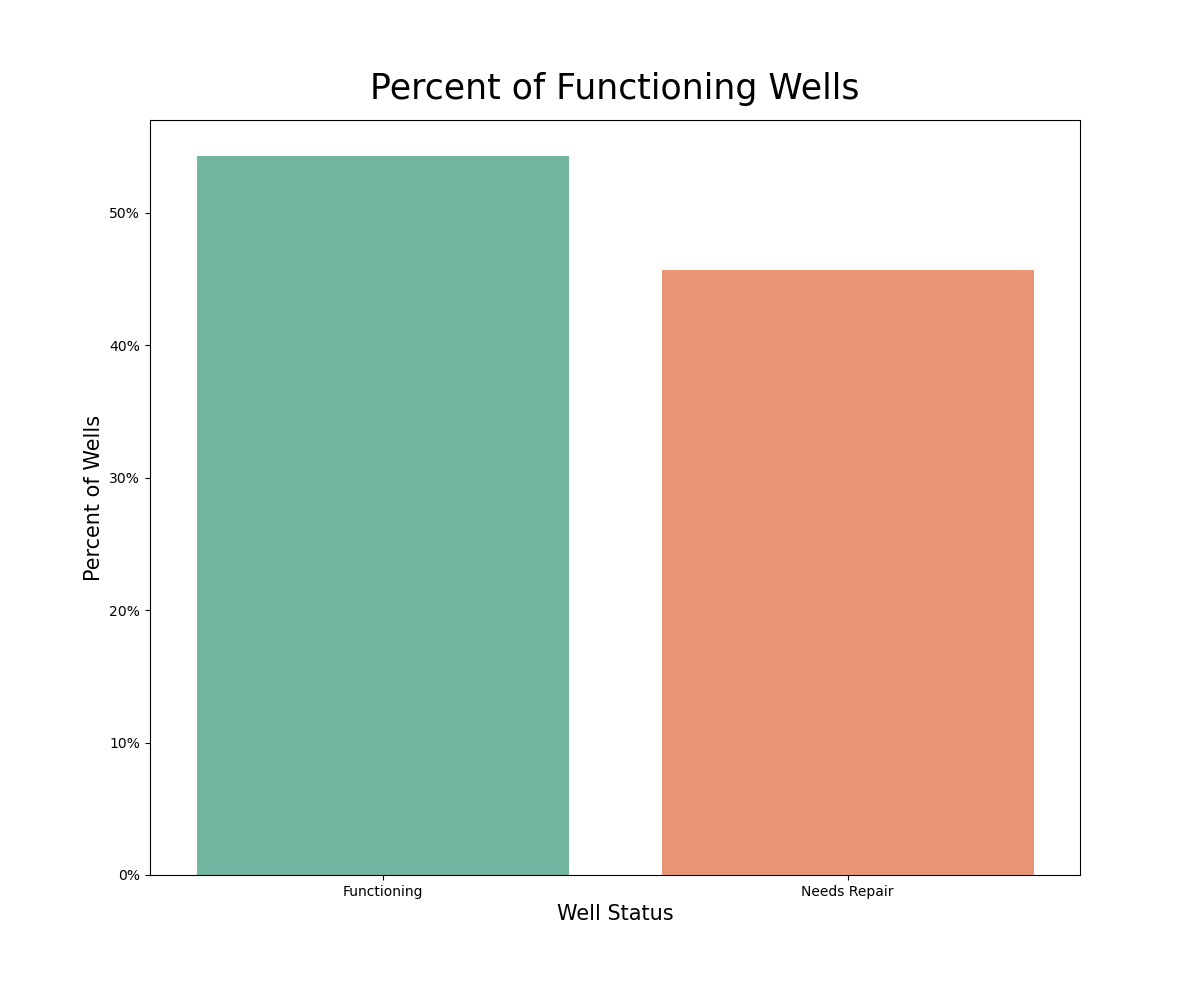 Percent of Functioning Wells
Percent of Wells
50%
40%
30%
20%
10%
0%
Functioning
Needs Repair
Well Status